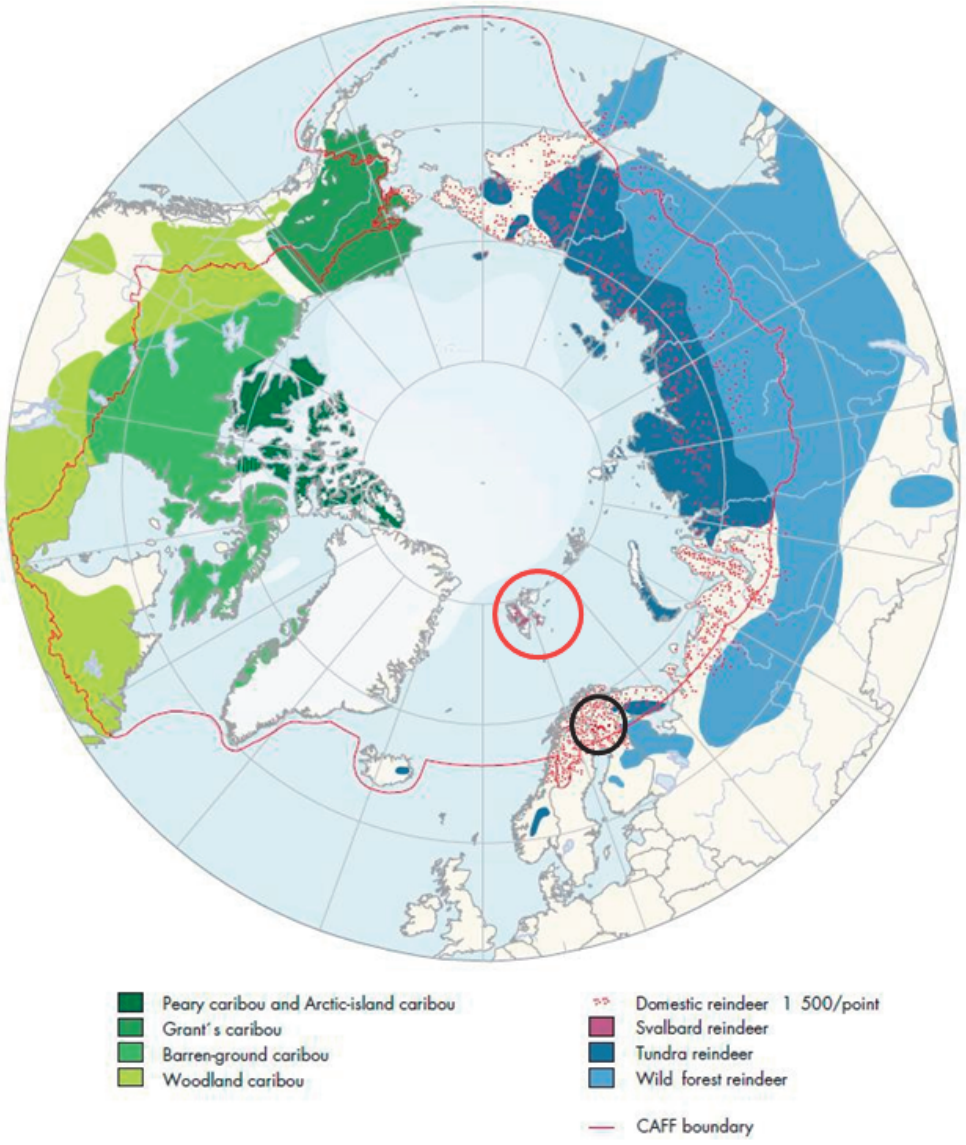 Peary caribou and Arctic-island caribou
Grant´s caribou
Barren-ground caribou
Woodland caribou
Domestic reindeer 1 500/point
Svalbard reindeer
Tundra reindeer
Wild forest reindeer
CAFF boundary